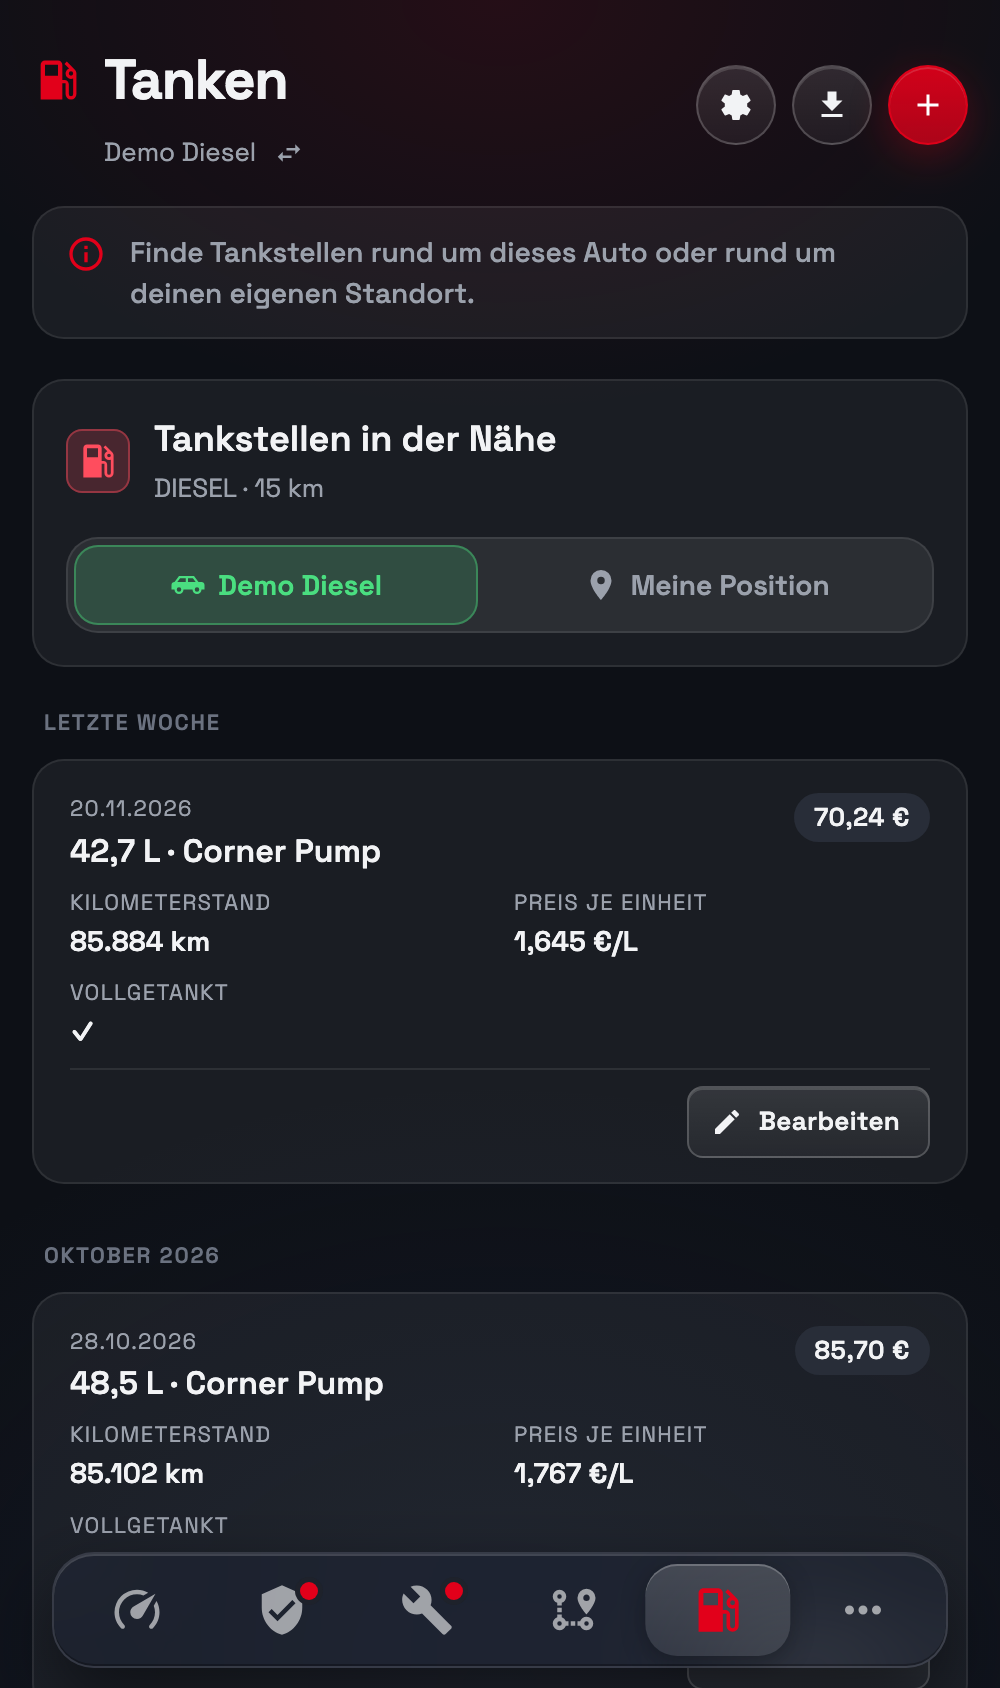 Tanken
Demo Diesel
Finde Tankstellen rund um dieses Auto oder rund um
deinen eigenen Standort.
Tankstellen in der Nähe
DIESEL · 15 km
Demo Diesel
Meine Position
LETZTE WOCHE
20.11.2026
70,24 €
42,7 L · Corner Pump
KILOMETERSTAND
PREIS JE EINHEIT
85.884 km
1,645 €/L
VOLLGETANKT
✓
Bearbeiten
OKTOBER 2026
28.10.2026
85,70 €
48,5 L · Corner Pump
KILOMETERSTAND
PREIS JE EINHEIT
85.102 km
1,767 €/L
VOLLGETANKT